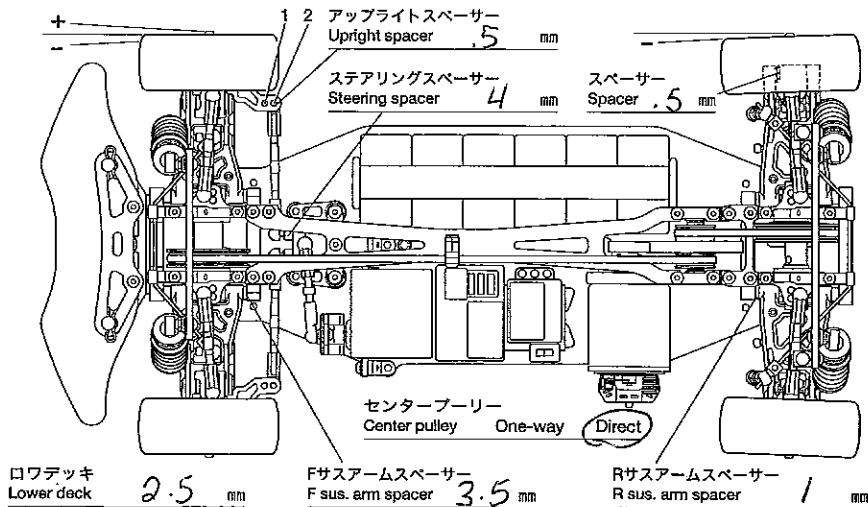 +
-
1 2
アップライトスペーサー
Upright spacer .5 mm
ステアリングスペーサー
Steering spacer 4 mm
-
スペーサー
Spacer .5 mm
センタープーリー
Center pulley One-way Direct
ロワデッキ
Lower deck 2.5 mm
Fサスアームスペーサー
F sus. arm spacer 3.5 mm
Rサスアームスペーサー
R sus. arm spacer 1 mm